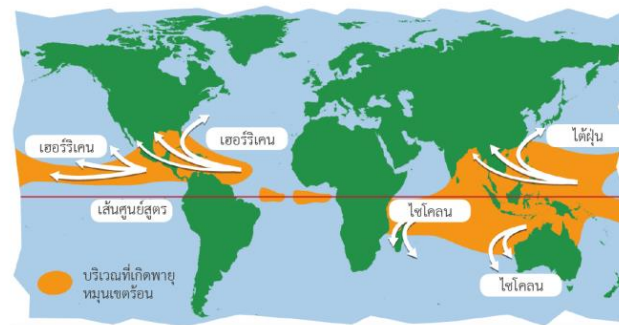 เฮอร์ริเคน
เฮอร์ริเคน
ไต้ฝุ่น
เส้นศูนย์สูตร
ไซโคลน
ไซโคลน
บริเวณที่เกิดพายุ
หมุนเขตร้อน